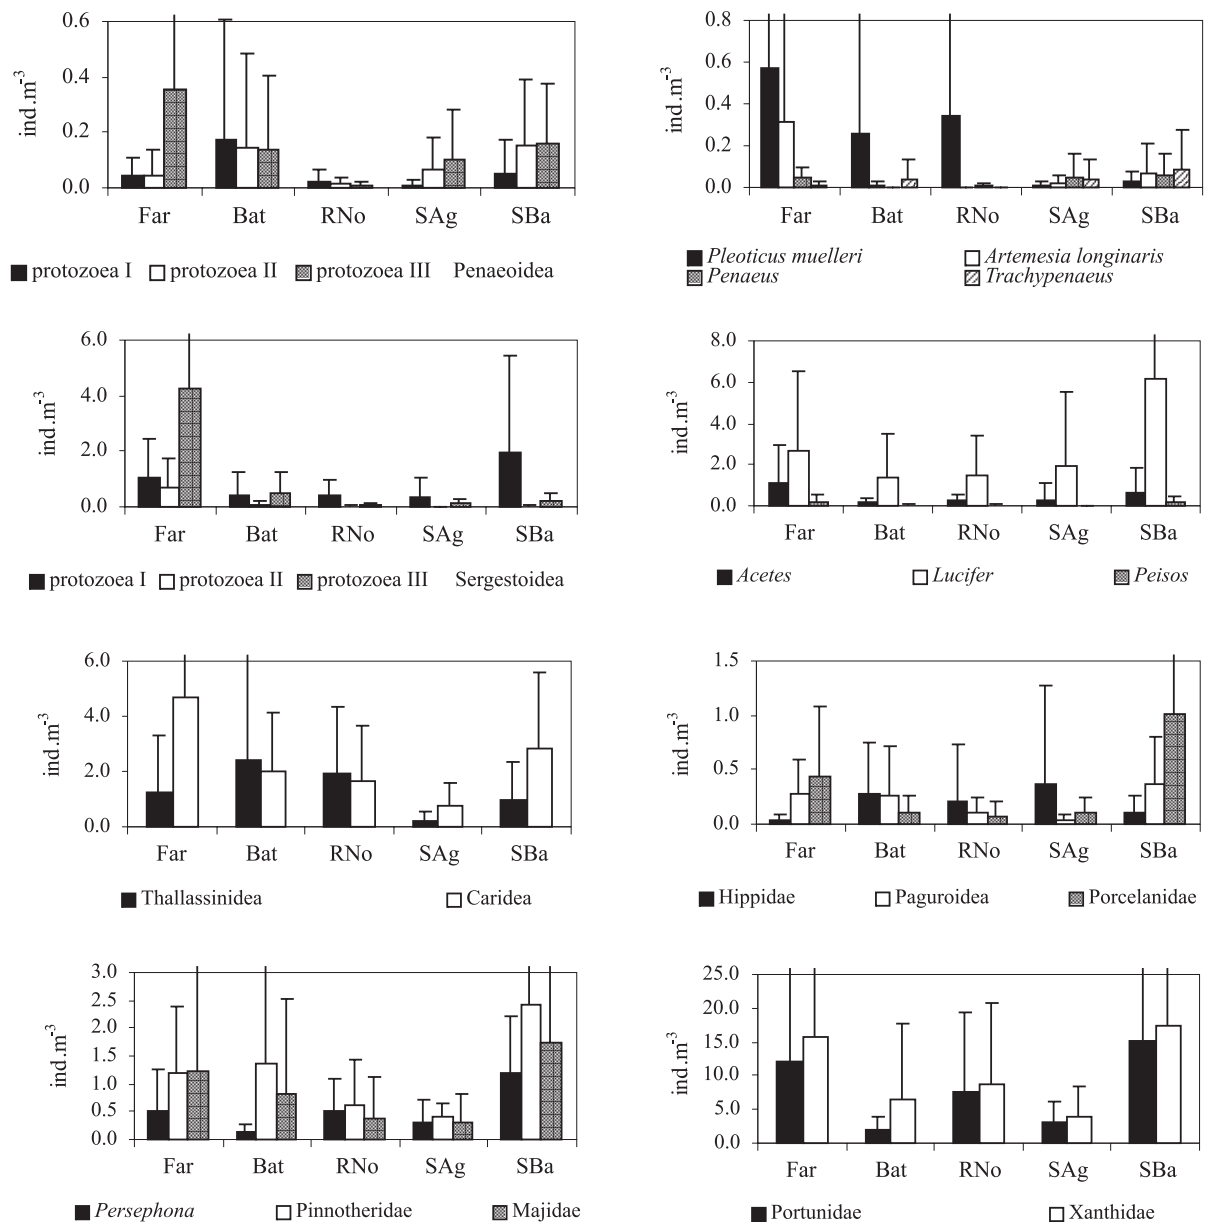 0.6
0.4
0.2
0.0
ind.m-3
Far Bat RNo SAg SBa
protozoea I protozoea II protozoea III Penaeoidea
0.8
0.6
0.4
0.2
0.0
ind.m-3
Far Bat RNo SAg SBa
Pleoticus muelleri Artemesia longinaris
Penaeus Trachypenaeus
6.0
4.0
2.0
0.0
ind.m-3
Far Bat RNo SAg SBa
protozoea I protozoea II protozoea III Sergestoidea
8.0
6.0
4.0
2.0
0.0
ind.m-3
Far Bat RNo SAg SBa
Acetes Lucifer Peisos
6.0
4.0
2.0
0.0
ind.m-3
Far Bat RNo SAg SBa
Thallassinidea Caridea
1.5
1.0
0.5
0.0
ind.m-3
Far Bat RNo SAg SBa
Hippidae Paguroidea Porcelanidae
3.0
2.5
2.0
1.5
1.0
0.5
0.0
ind.m-3
Far Bat RNo SAg SBa
Persephona Pinnotheridae Majidae
25.0
20.0
15.0
10.0
5.0
0.0
ind.m-3
Far Bat RNo SAg SBa
Portunidae Xanthidae